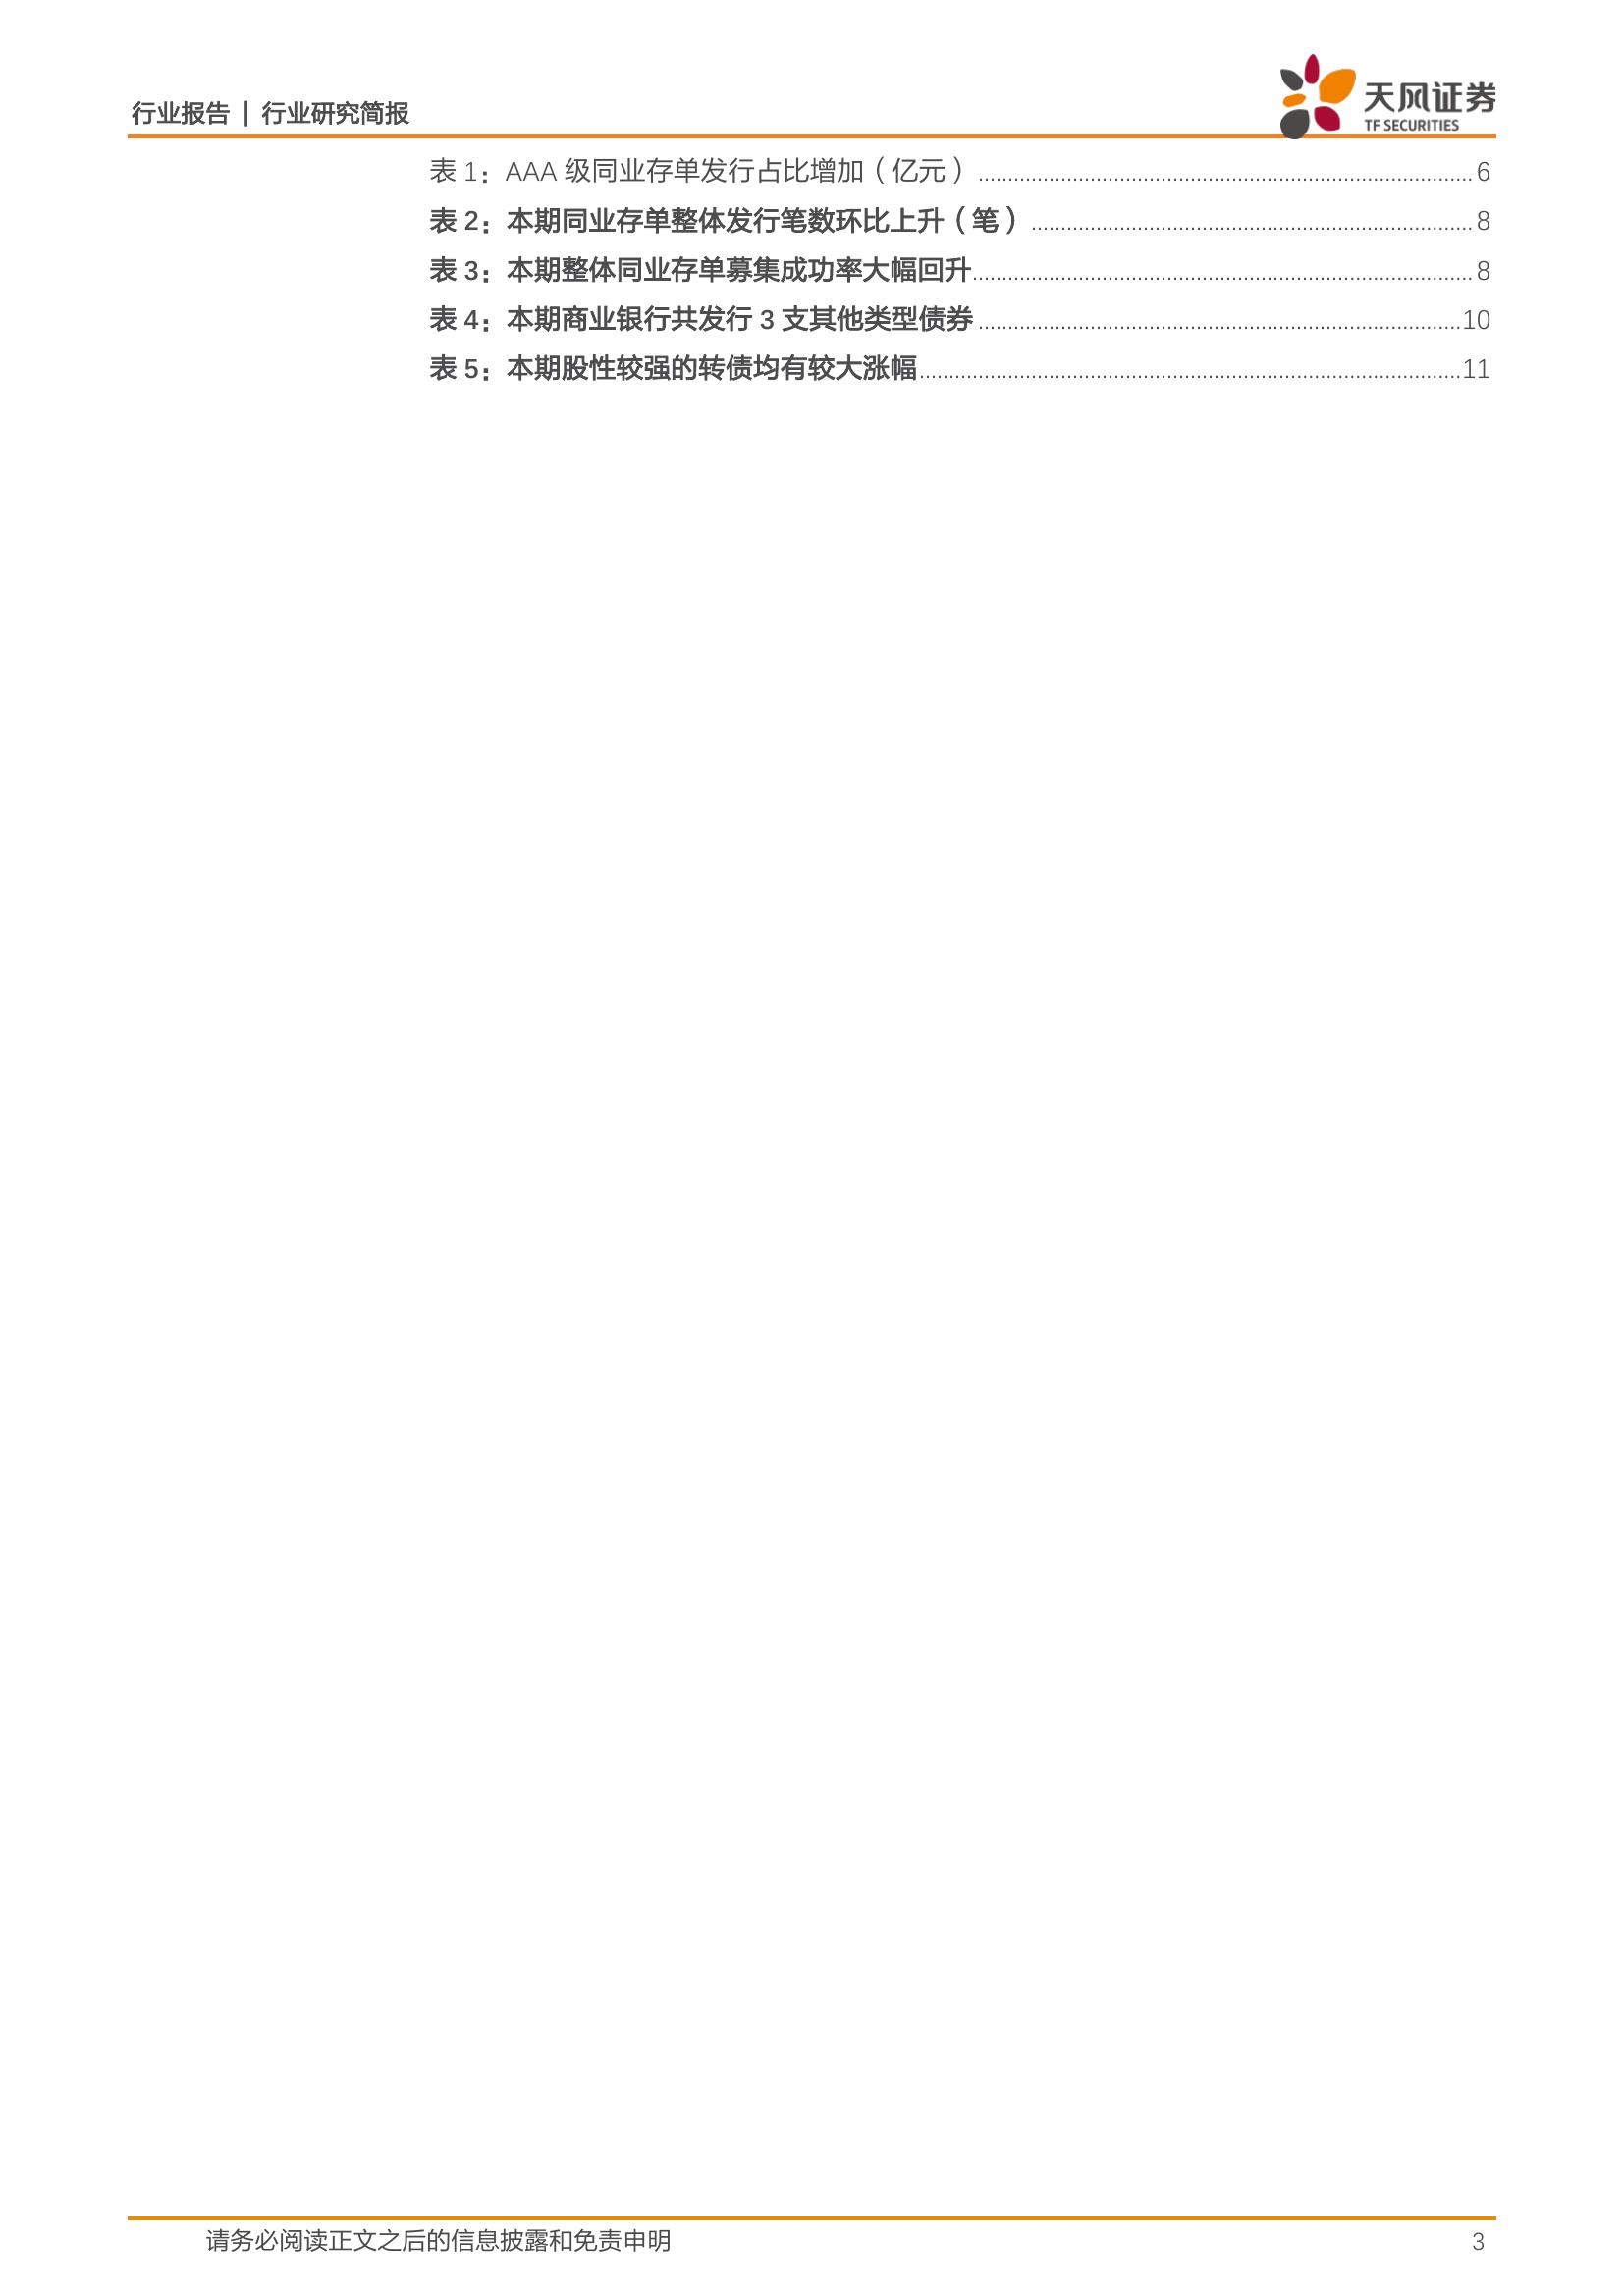 行业报告 | 行业研究简报
天风证券
TF SECURITIES
表 1：AAA 级同业存单发行占比增加（亿元）........................................6
表 2：本期同业存单整体发行笔数环比上升（笔）........................................8
表 3：本期整体同业存单募集成功率大幅回升........................................8
表 4：本期商业银行共发行 3 支其他类型债券........................................10
表 5：本期股性较强的转债均有较大涨幅........................................11
请务必阅读正文之后的信息披露和免责申明 3